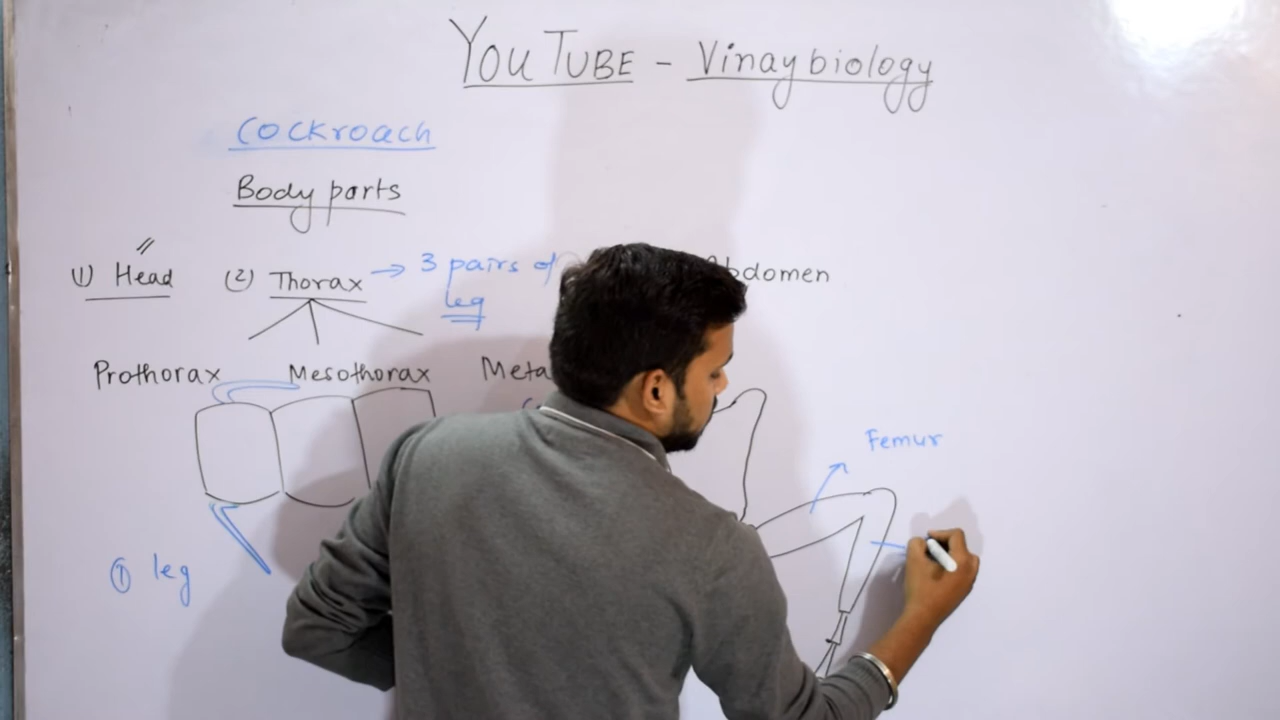 YOUTUBE - Vinaybiology
Cockroach
Body parts
1) Head (2) Thorax → 3 pairs of Abdomen
leg
Prothorax Mesothorax Meta
Femur
① leg